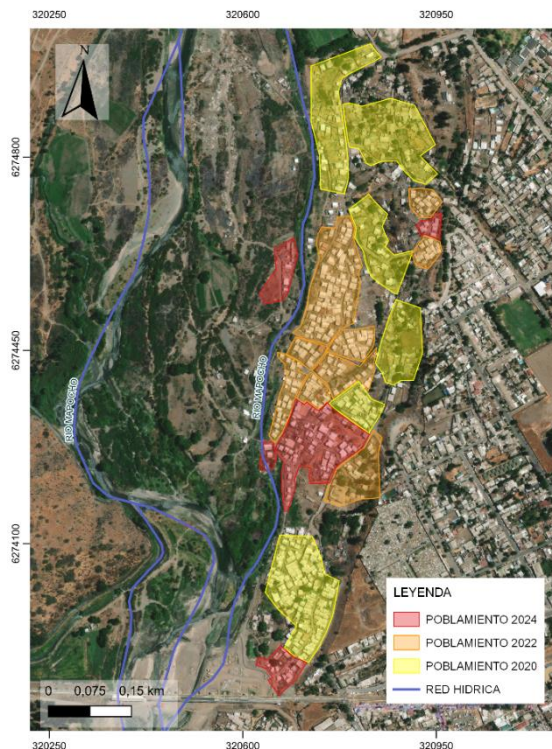 320250 320600 320950
N
6274800
6274450
6274100
RIO MAPOCHO
RIO MAPOCHO
LEYENDA
POBLAMIENTO 2024
POBLAMIENTO 2022
POBLAMIENTO 2020
RED HIDRICA
0 0,075 0,15 km
320250 320600 320950